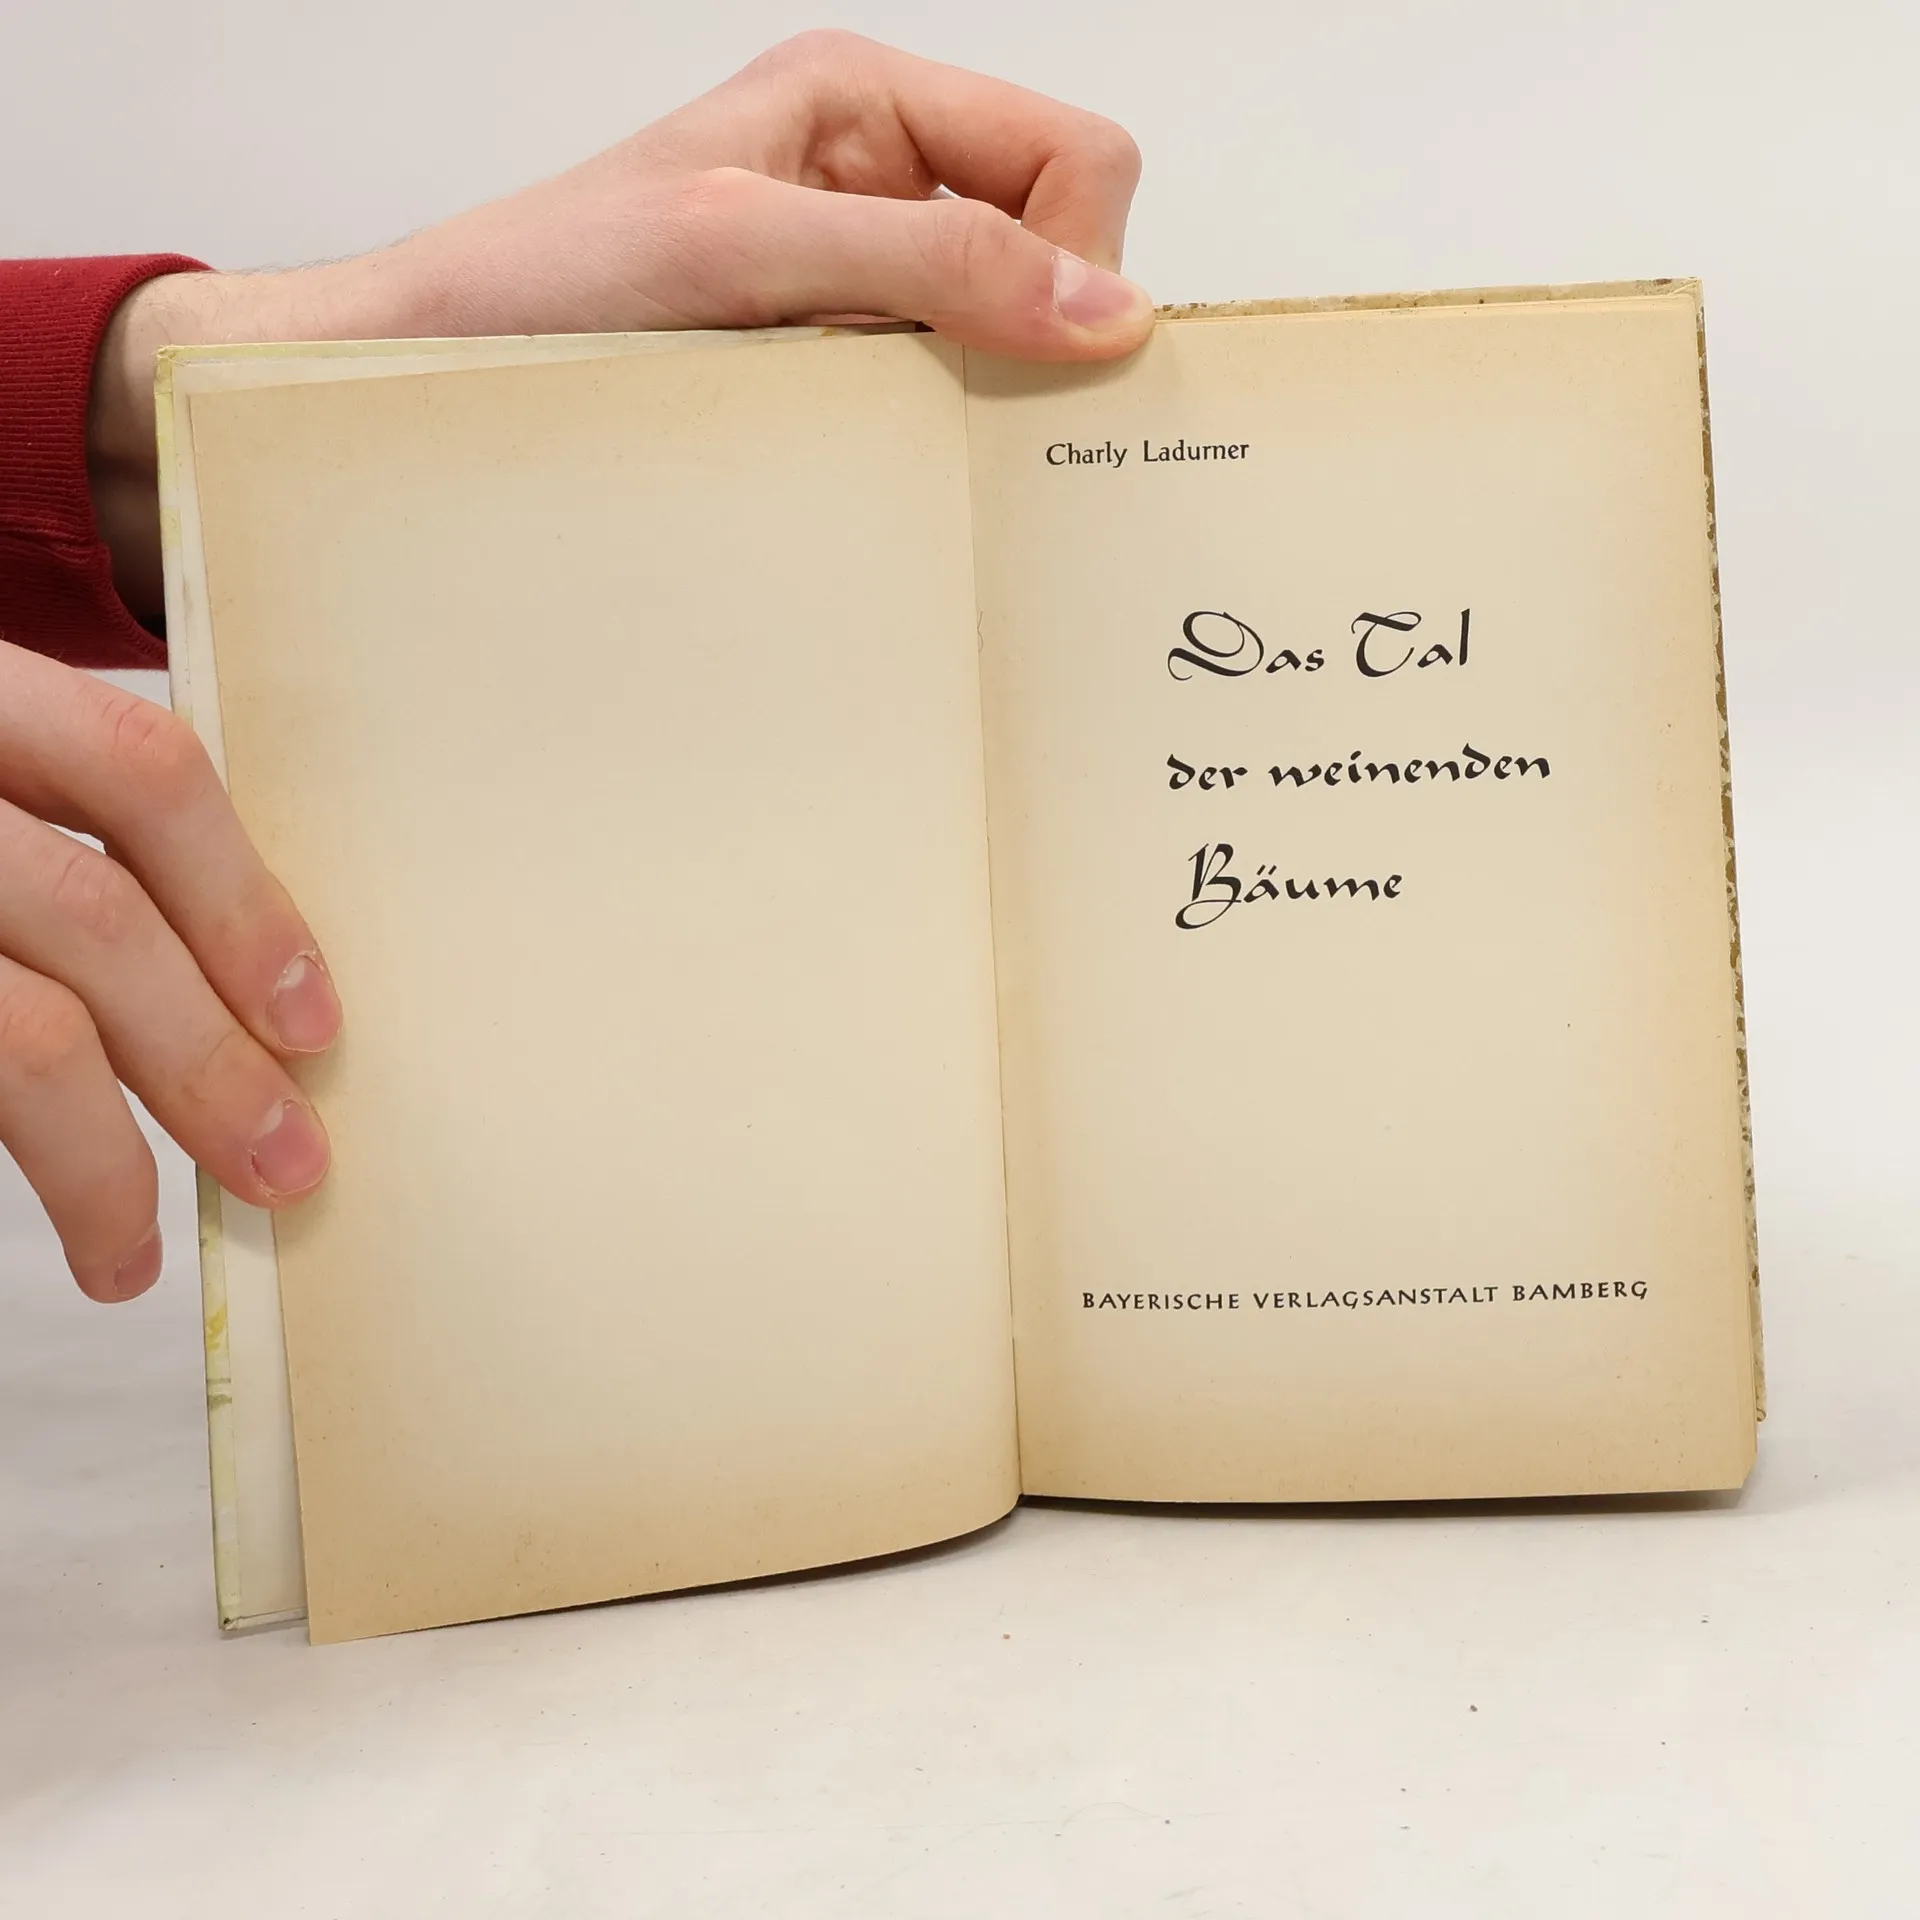 Charly Ladurner
Das Tal
der weinenden
Bäume
BAYERISCHE VERLAGSANSTALT BAMBERG